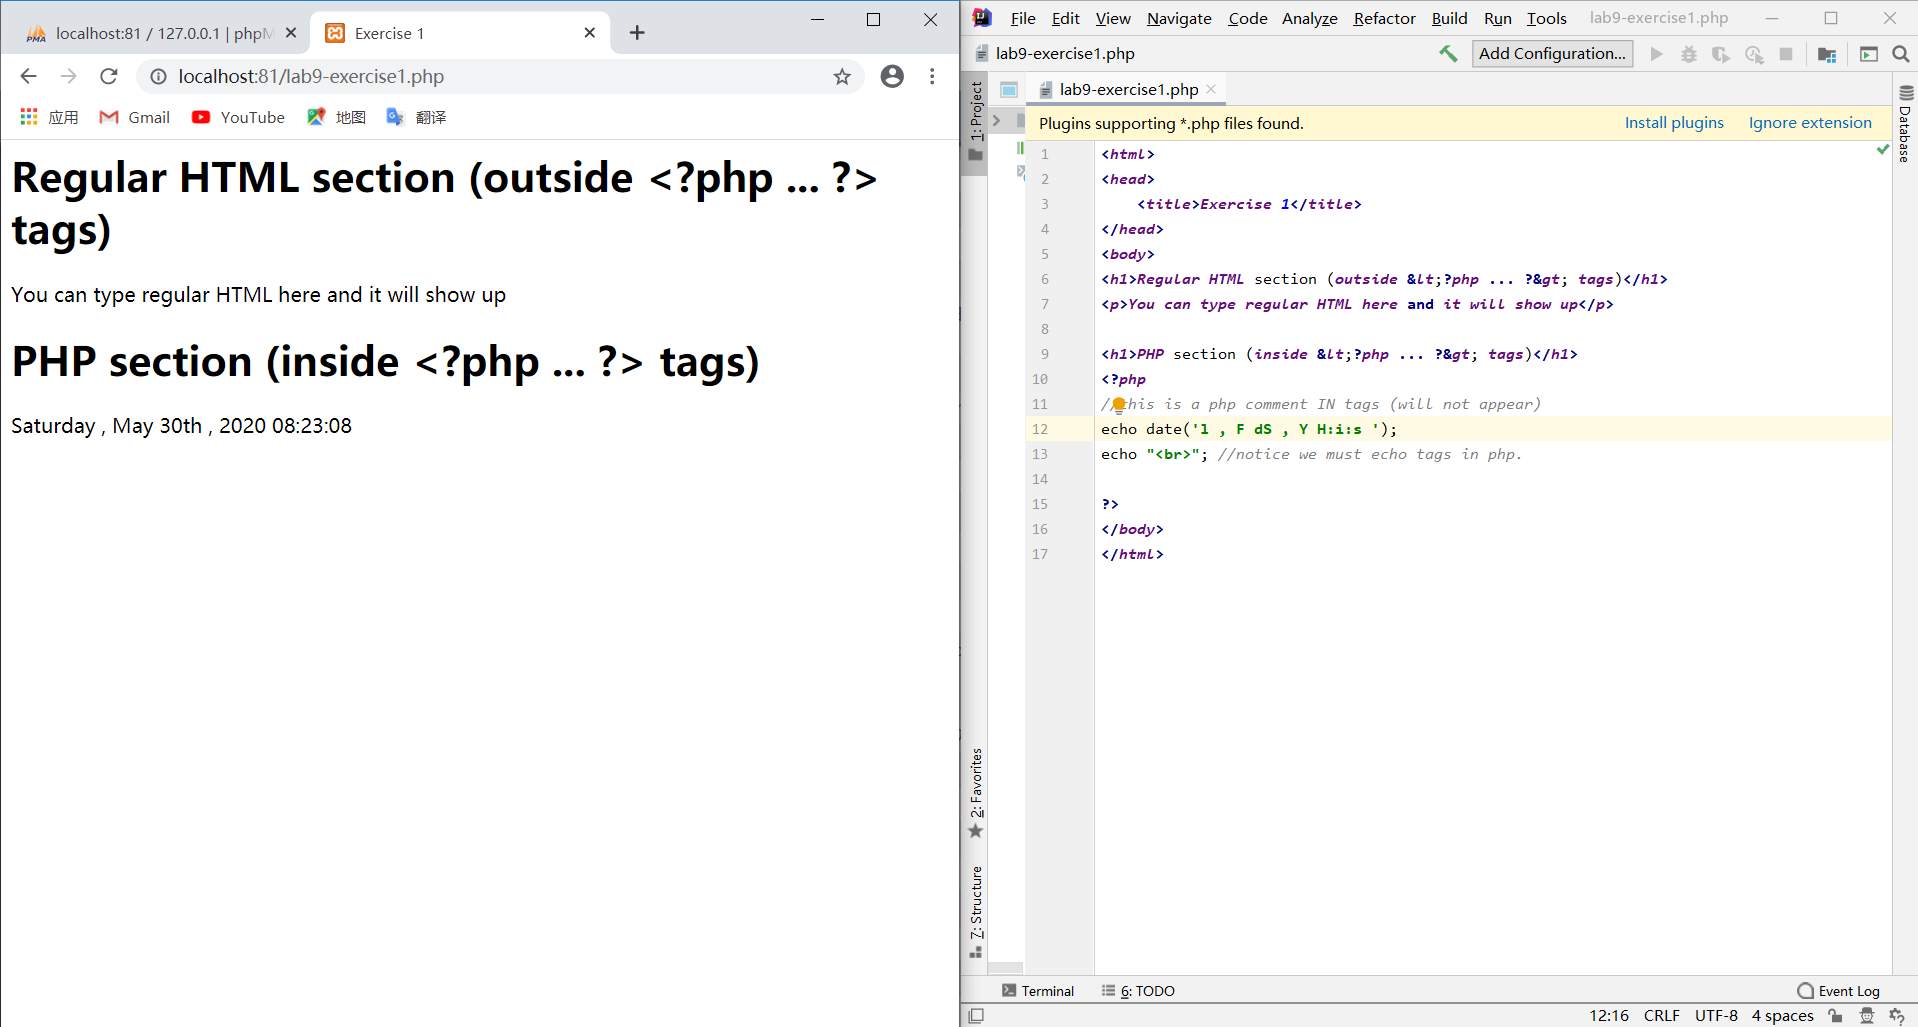 localhost:81 / 127.0.0.1 | phpM
Exercise 1
localhost:81/lab9-exercise1.php
应用 Gmail YouTube 地图 翻译
Regular HTML section (outside <?php ... ?>
tags)
You can type regular HTML here and it will show up
PHP section (inside <?php ... ?> tags)
Saturday , May 30th , 2020 08:23:08
File Edit View Navigate Code Analyze Refactor Build Run Tools lab9-exercise1.php
lab9-exercise1.php Add Configuration...
1: Project
lab9-exercise1.php
Plugins supporting *.php files found. Install plugins Ignore extension
Database
1 <html>
2 <head>
3 <title>Exercise 1</title>
4 </head>
5 <body>
6 <h1>Regular HTML section (outside &lt;?php ... ?&gt; tags)</h1>
7 <p>You can type regular HTML here and it will show up</p>
8
9 <h1>PHP section (inside &lt;?php ... ?&gt; tags)</h1>
10 <?php
11 //this is a php comment IN tags (will not appear)
12 echo date('l , F dS , Y H:i:s ');
13 echo "<br>"; //notice we must echo tags in php.
14
15 ?>
16 </body>
17 </html>
2: Favorites
7: Structure
Terminal 6: TODO Event Log
12:16 CRLF UTF-8 4 spaces